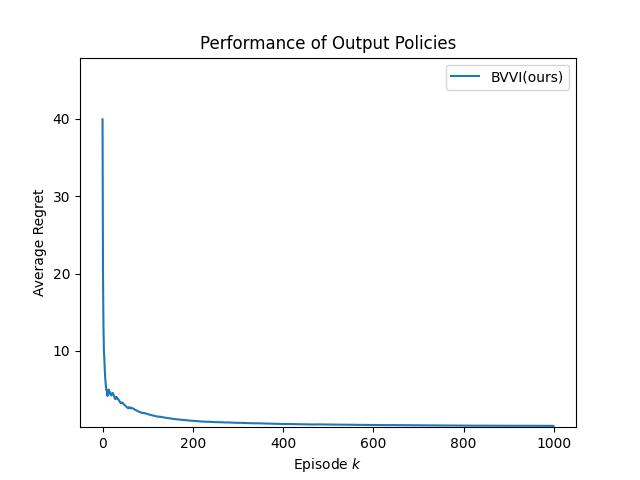 Performance of Output Policies
BVVI(ours)
Average Regret
40
30
20
10
0 200 400 600 800 1000
Episode k